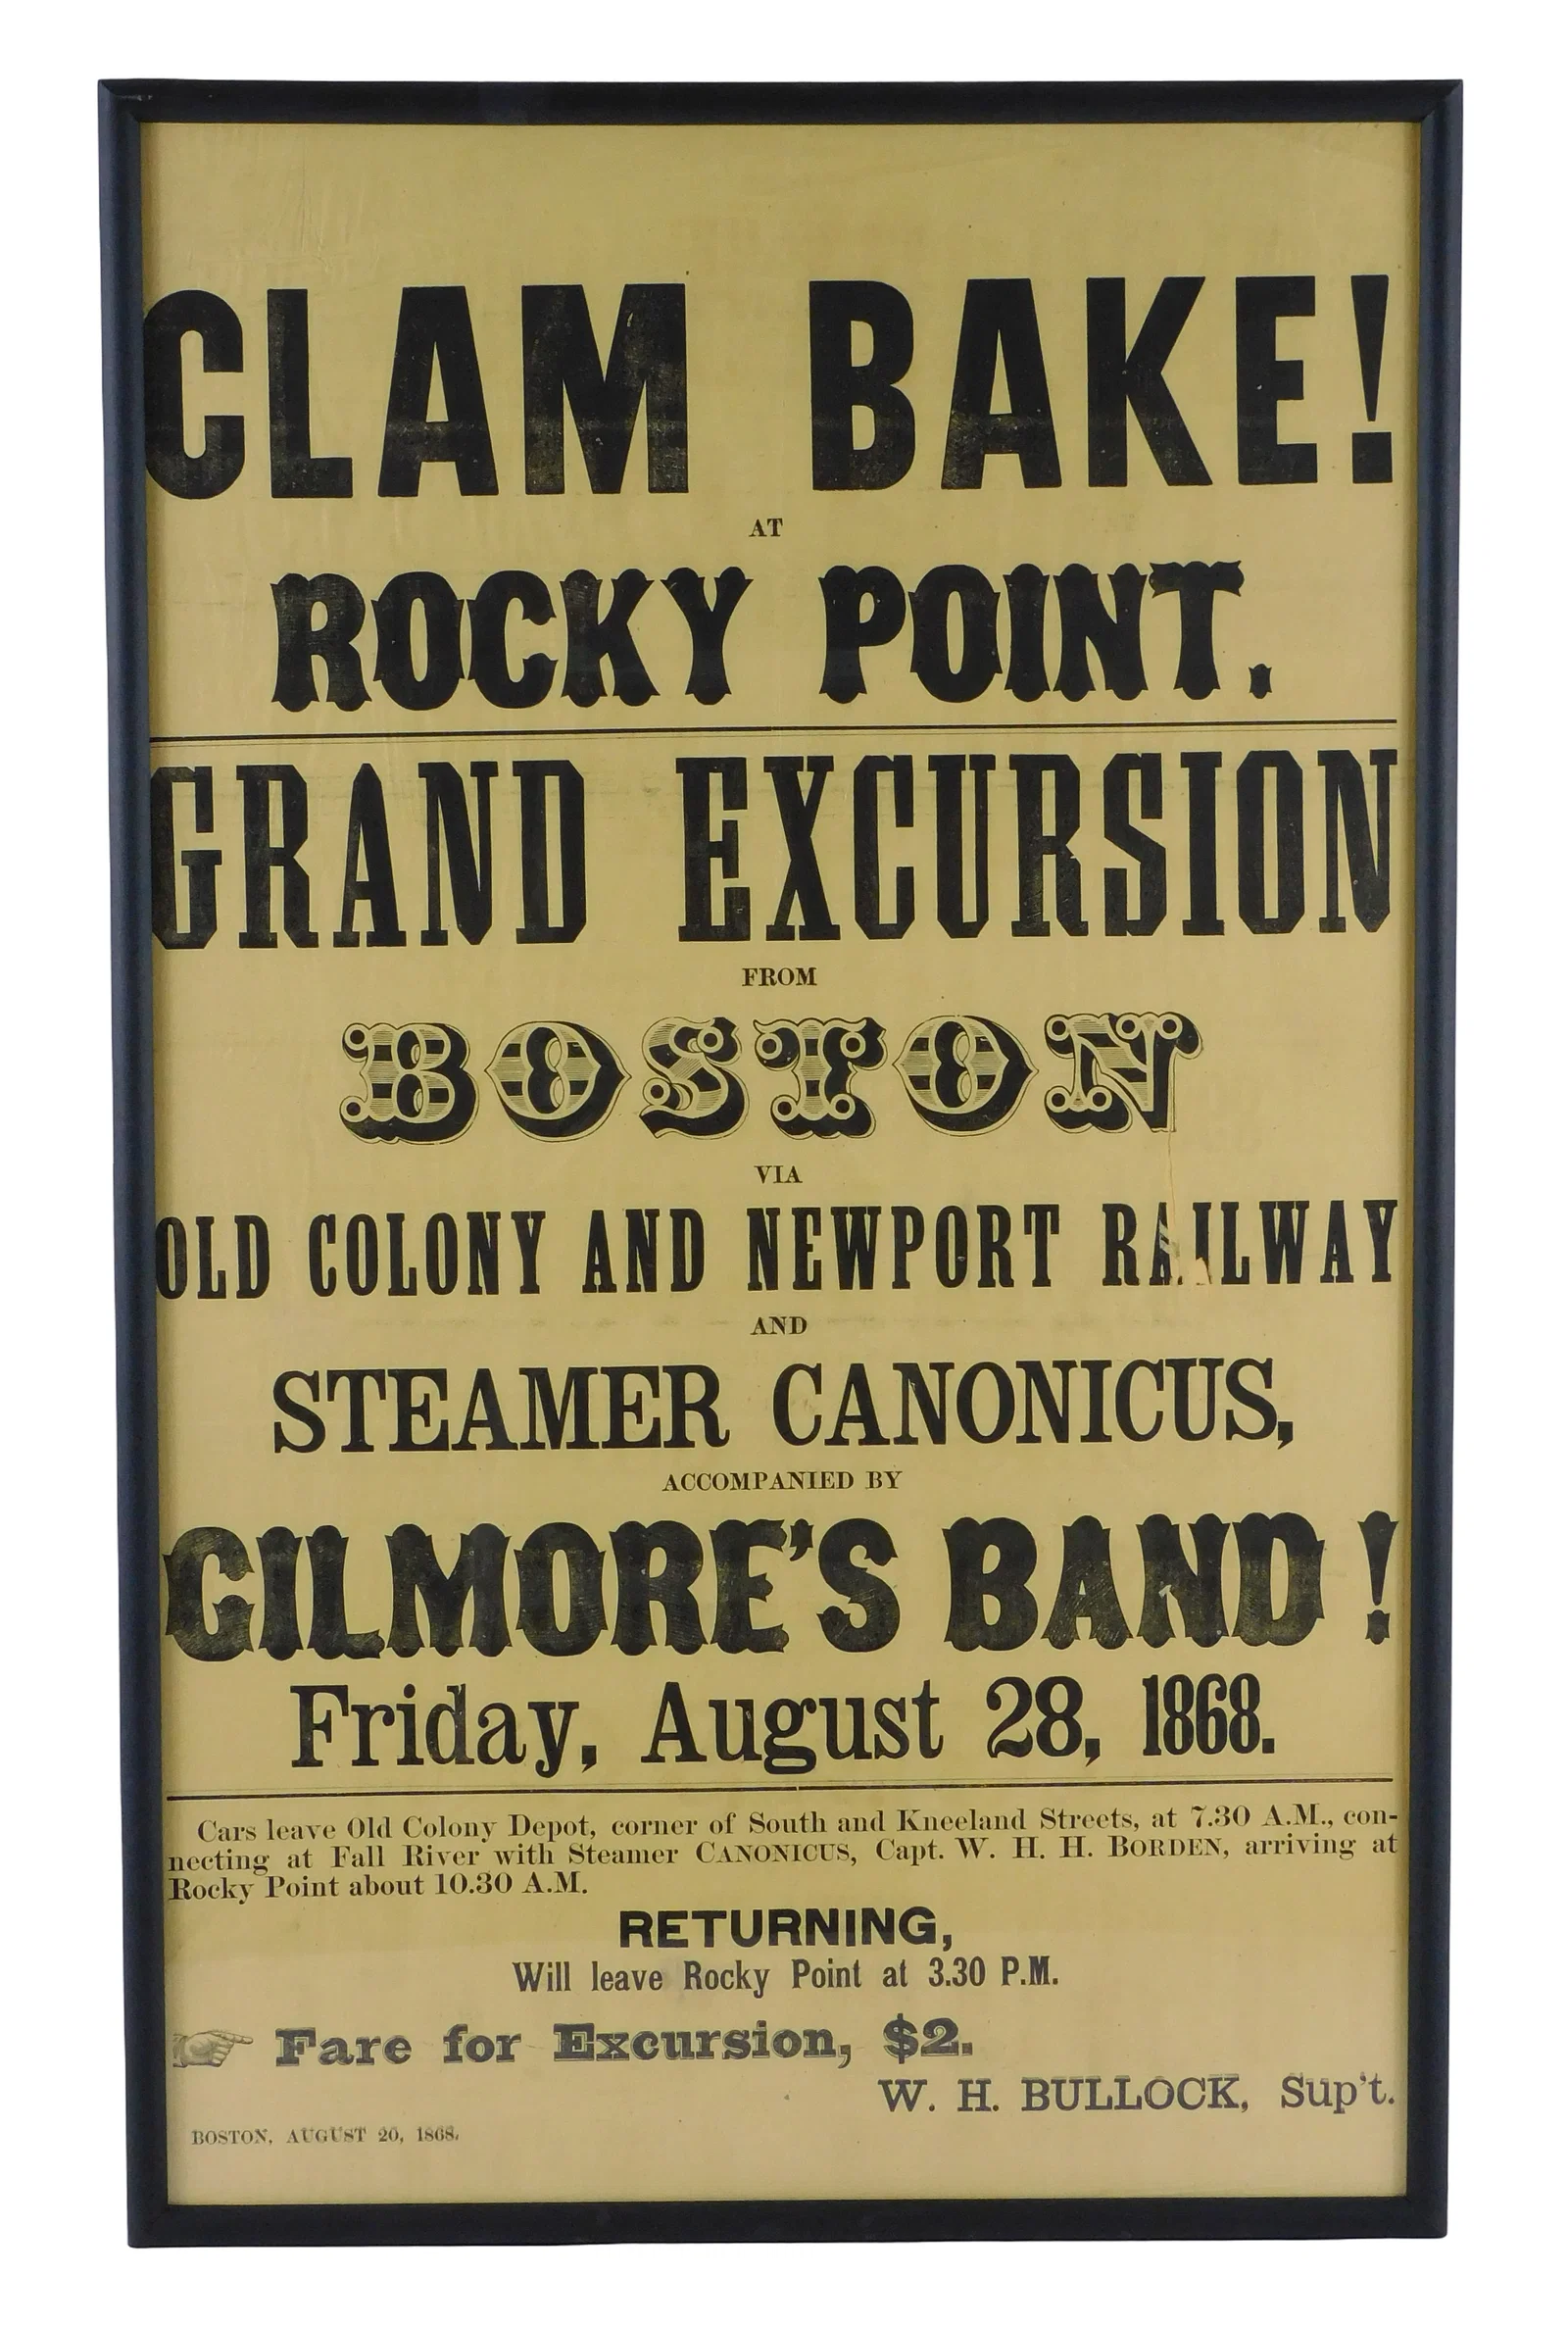 CLAM BAKE!
AT
ROCKY POINT.
GRAND EXCURSION
FROM
BOSTON
VIA
OLD COLONY AND NEWPORT RAILWAY
AND
STEAMER CANONICUS,
ACCOMPANIED BY
GILMORE'S BAND!
Friday, August 28, 1868.
Cars leave Old Colony Depot, corner of South and Kneeland Streets, at 7.30 A.M., con-
necting at Fall River with Steamer CANONICUS, Capt. W. H. H. BORDEN, arriving at
Rocky Point about 10.30 A.M.
RETURNING,
Will leave Rocky Point at 3.30 P.M.
Fare for Excursion, $2.
W. H. BULLOCK, Sup't.
BOSTON, AUGUST 20, 1868.